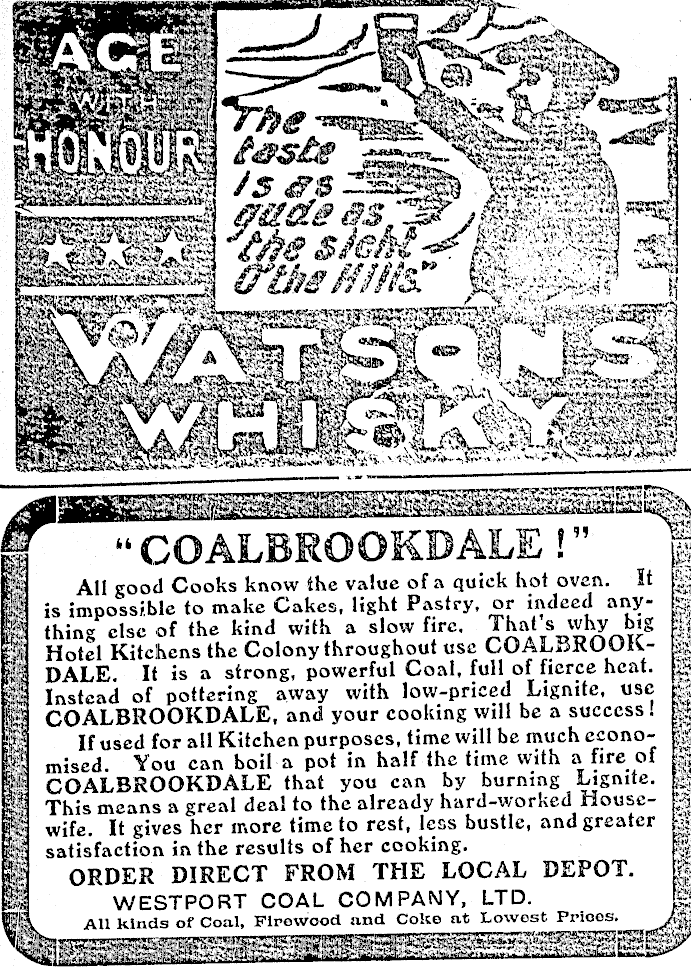 AGE
WITH
HONOUR
"The
taste
is as
gude as
'the sicht
O' the Hills."
WATSONS
WHISKY
"COALBROOKDALE!"
All good Cooks know the value of a quick hot oven. It
is impossible to make Cakes, light Pastry, or indeed any-
thing else of the kind with a slow fire. That's why big
Hotel Kitchens the Colony throughout use COALBROOK-
DALE. It is a strong, powerful Coal, full of fierce heat.
Instead of pottering away with low-priced Lignite, use
COALBROOKDALE, and your cooking will be a success!
If used for all Kitchen purposes, time will be much econo-
mised. You can boil a pot in half the time with a fire of
COALBROOKDALE that you can by burning Lignite.
This means a greal deal to the already hard-worked House-
wife. It gives her more time to rest, less bustle, and greater
satisfaction in the results of her cooking.
ORDER DIRECT FROM THE LOCAL DEPOT.
WESTPORT COAL COMPANY, LTD.
All kinds of Coal, Firewood and Coke at Lowest Prices.